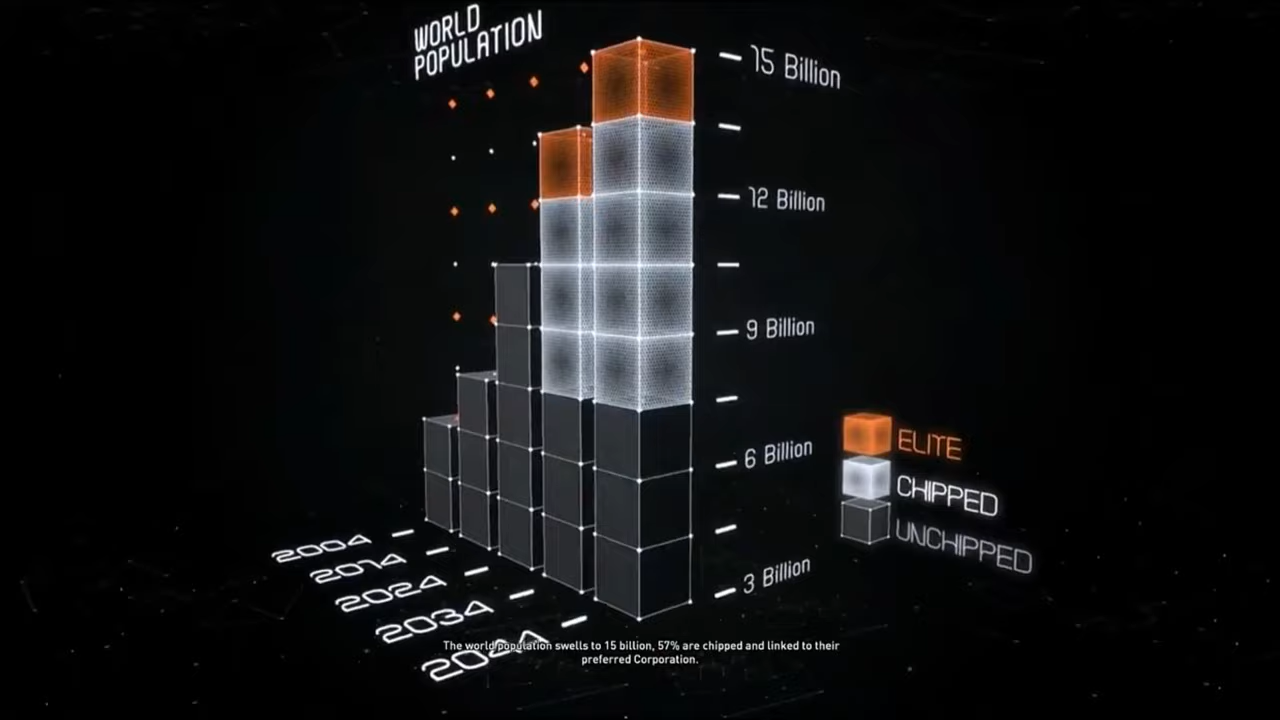 WORLD
POPULATION
15 Billion
12 Billion
9 Billion
6 Billion
3 Billion
ELITE
CHIPPED
UNCHIPPED
2004
2014
2024
2034
2044
The world population swells to 15 billion, 57% are chipped and linked to their
preferred Corporation.